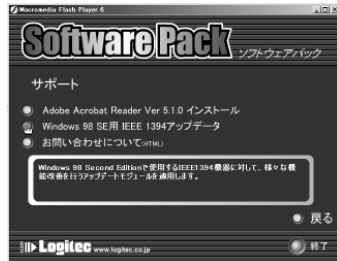 Macromedia Flash Player 6
Software Pack ソフトウェアパック
サポート
Adobe Acrobat Reader Ver 5.1.0 インストール
Windows 98 SE用 IEEE 1394アップデータ
お問い合わせについて(HTML)
Windows 98 Second Editionで使用するIEEE1394機器に対して、様々な機
能改善を行うアップデートモジュールを適用します。
戻る
Logitec www.logitec.co.jp 終了